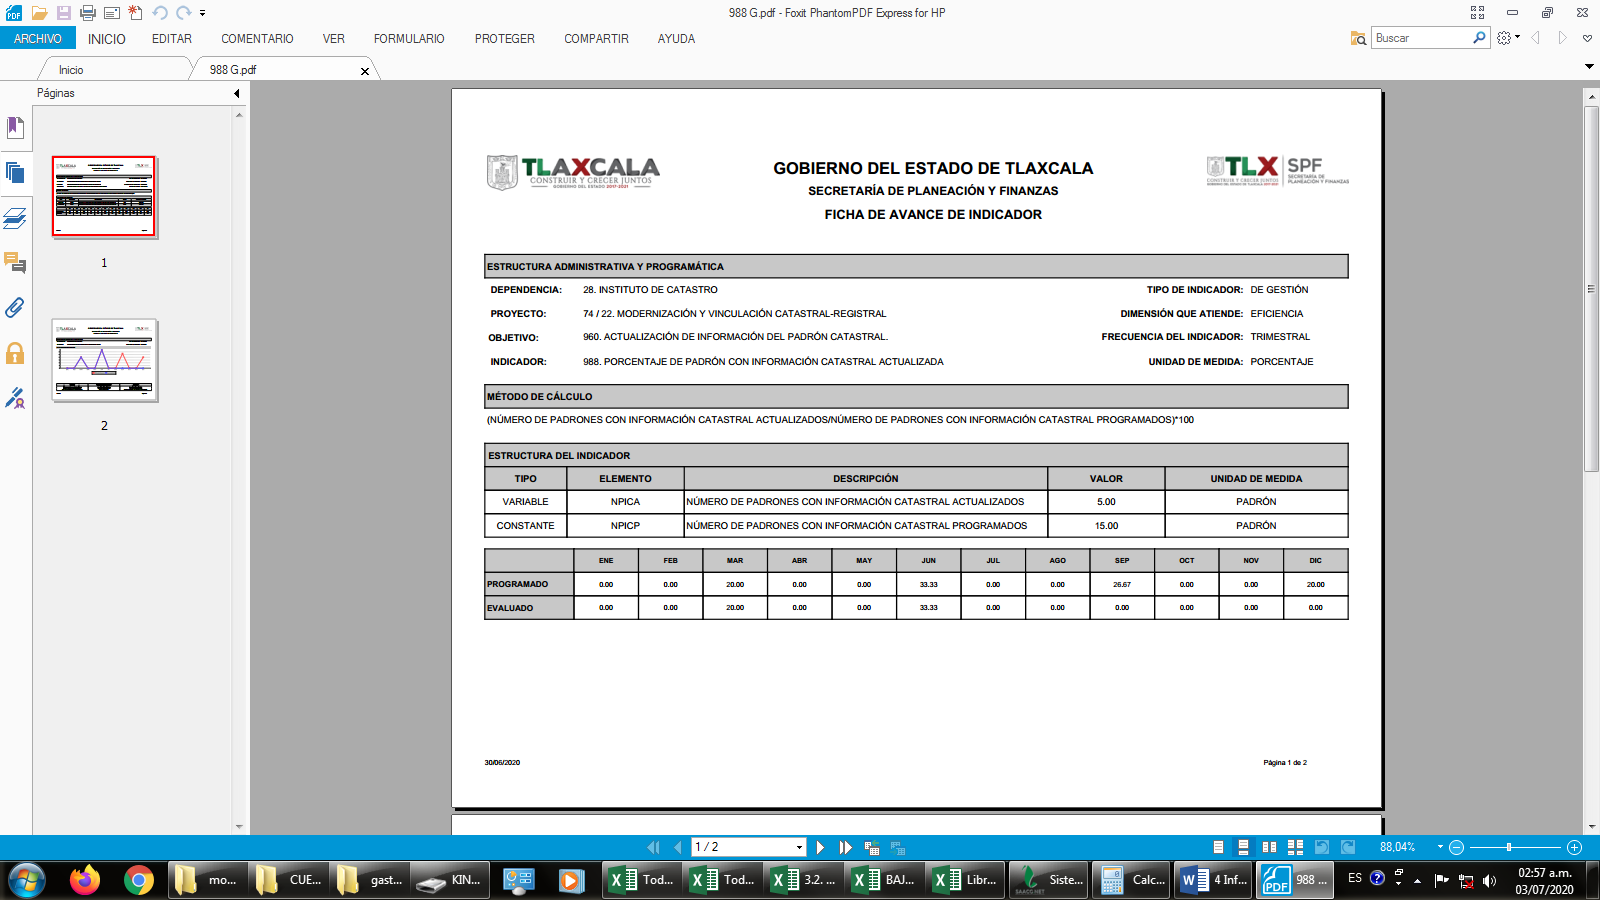 988 G.pdf - Foxit PhantomPDF Express for HP
ARCHIVO INICIO EDITAR COMENTARIO VER FORMULARIO PROTEGER COMPARTIR AYUDA Buscar
Inicio 988 G.pdf
Páginas
1
2
TLAXCALA
CONSTRUIR Y CRECER JUNTOS
GOBIERNO DEL ESTADO 2017-2021
GOBIERNO DEL ESTADO DE TLAXCALA
SECRETARÍA DE PLANEACIÓN Y FINANZAS
FICHA DE AVANCE DE INDICADOR
TLX SPF
CONSTRUIR Y CRECER JUNTOS
SECRETARÍA DE
PLANEACIÓN Y FINANZAS
ESTRUCTURA ADMINISTRATIVA Y PROGRAMÁTICA
DEPENDENCIA: 28. INSTITUTO DE CATASTRO TIPO DE INDICADOR: DE GESTIÓN
PROYECTO: 74 / 22. MODERNIZACIÓN Y VINCULACIÓN CATASTRAL-REGISTRAL DIMENSIÓN QUE ATIENDE: EFICIENCIA
OBJETIVO: 960. ACTUALIZACIÓN DE INFORMACIÓN DEL PADRÓN CATASTRAL. FRECUENCIA DEL INDICADOR: TRIMESTRAL
INDICADOR: 988. PORCENTAJE DE PADRÓN CON INFORMACIÓN CATASTRAL ACTUALIZADA UNIDAD DE MEDIDA: PORCENTAJE
MÉTODO DE CÁLCULO
(NÚMERO DE PADRONES CON INFORMACIÓN CATASTRAL ACTUALIZADOS/NÚMERO DE PADRONES CON INFORMACIÓN CATASTRAL PROGRAMADOS)*100
ESTRUCTURA DEL INDICADOR
TIPO ELEMENTO DESCRIPCIÓN VALOR UNIDAD DE MEDIDA
VARIABLE NPICA NÚMERO DE PADRONES CON INFORMACIÓN CATASTRAL ACTUALIZADOS 5.00 PADRÓN
CONSTANTE NPICP NÚMERO DE PADRONES CON INFORMACIÓN CATASTRAL PROGRAMADOS 15.00 PADRÓN
ENE FEB MAR ABR MAY JUN JUL AGO SEP OCT NOV DIC
PROGRAMADO 0.00 0.00 20.00 0.00 0.00 33.33 0.00 0.00 26.67 0.00 0.00 20.00
EVALUADO 0.00 0.00 20.00 0.00 0.00 33.33 0.00 0.00 0.00 0.00 0.00 0.00
30/06/2020 Página 1 de 2
1 / 2 88,04%
mo... CUE... gast... KIN... Tod... Tod... 3.2. ... BAJ... Libr... Siste... Calc... 4 Inf... 988 ... ES 02:57 a.m.
03/07/2020